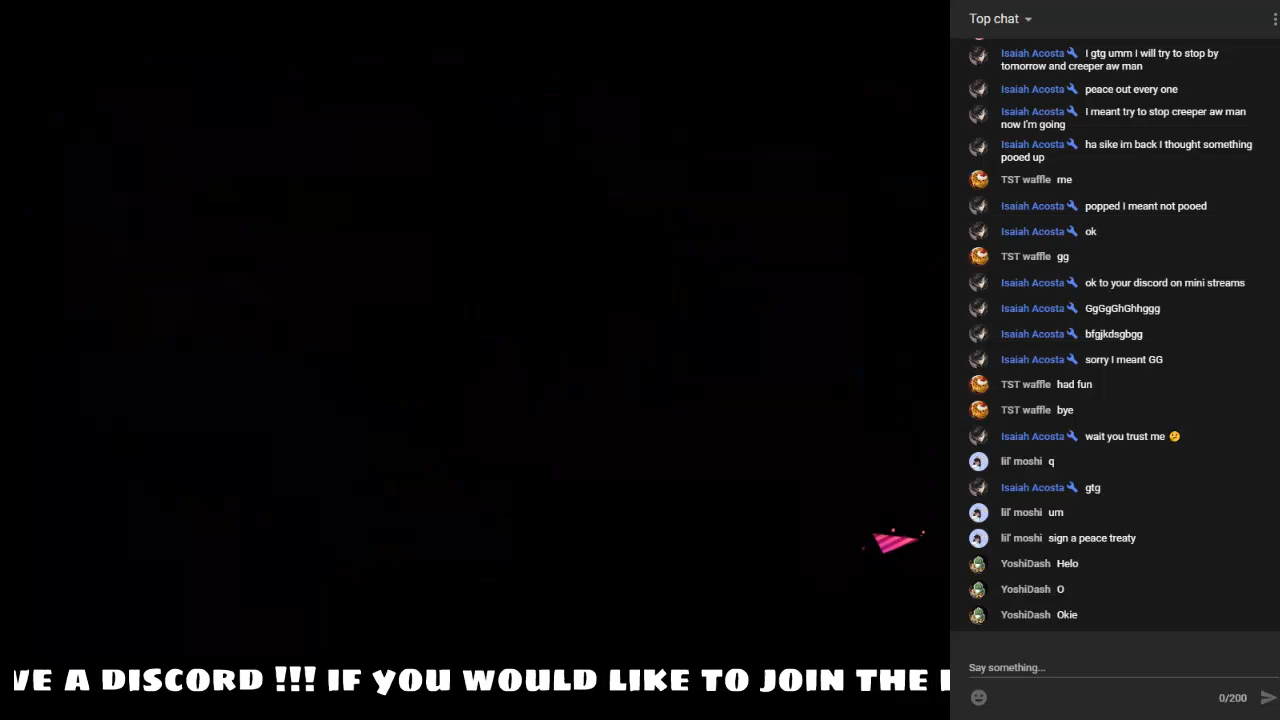 Top chat
Isaiah Acosta I gtg umm I will try to stop by
tomorrow and creeper aw man
Isaiah Acosta peace out every one
Isaiah Acosta I meant try to stop creeper aw man
now I'm going
Isaiah Acosta ha sike im back I thought something
pooed up
TST waffle me
Isaiah Acosta popped I meant not pooed
Isaiah Acosta ok
TST waffle gg
Isaiah Acosta ok to your discord on mini streams
Isaiah Acosta GgGgGhGhhggg
Isaiah Acosta bfgjkdsgbgg
Isaiah Acosta sorry I meant GG
TST waffle had fun
TST waffle bye
Isaiah Acosta wait you trust me 😕
lil' moshi q
Isaiah Acosta gtg
lil' moshi um
lil' moshi sign a peace treaty
YoshiDash Helo
YoshiDash O
YoshiDash Okie
Say something...
0/200
VE A DISCORD !!! IF YOU WOULD LIKE TO JOIN THE